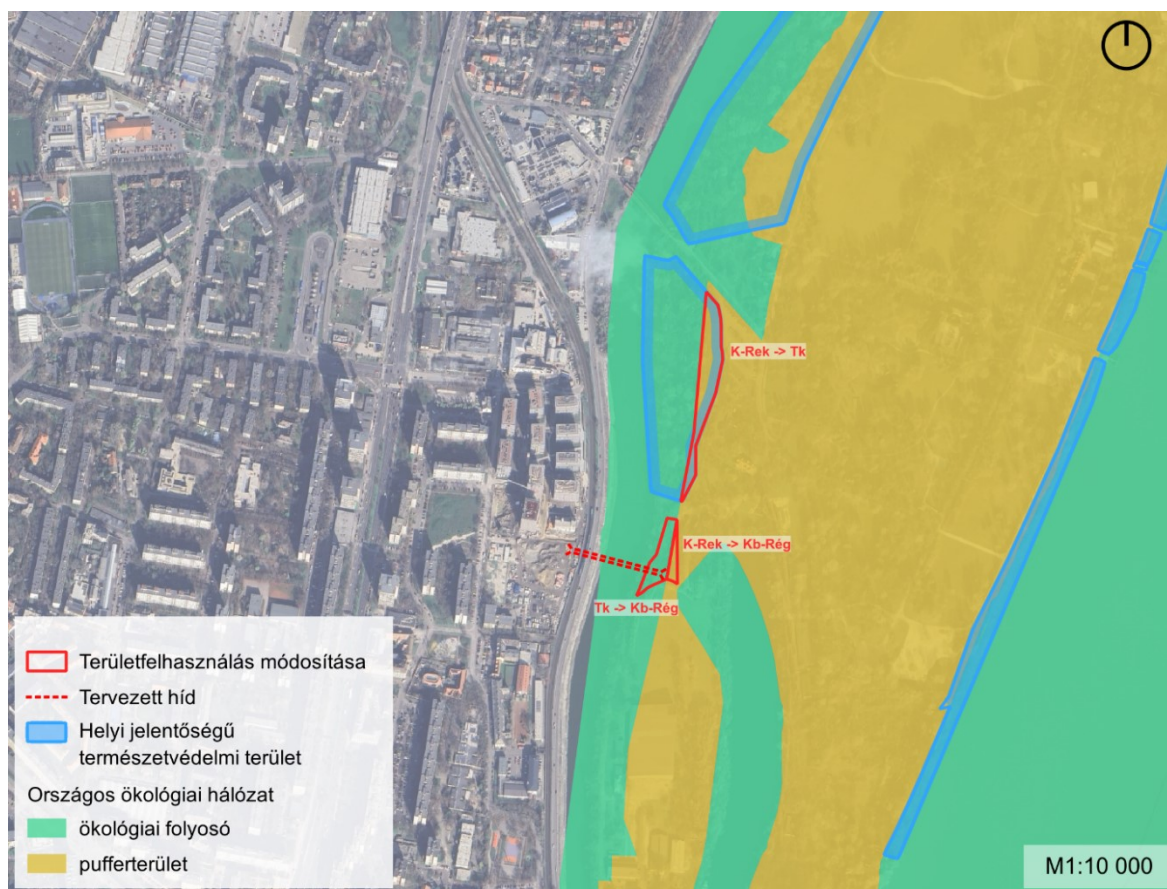 K-Rek -> Tk
K-Rek -> Kb-Rég
Tk -> Kb-Rég
Területfelhasználás módosítása
Tervezett híd
Helyi jelentőségű
természetvédelmi terület
Országos ökológiai hálózat
ökológiai folyosó
pufferterület
M1:10 000